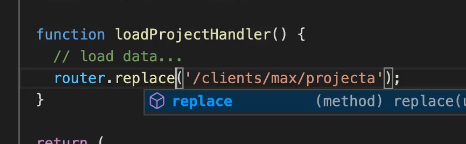 function loadProjectHandler() {
// load data...
router.replace('/clients/max/projecta');
}
replace (method) replace(
return (